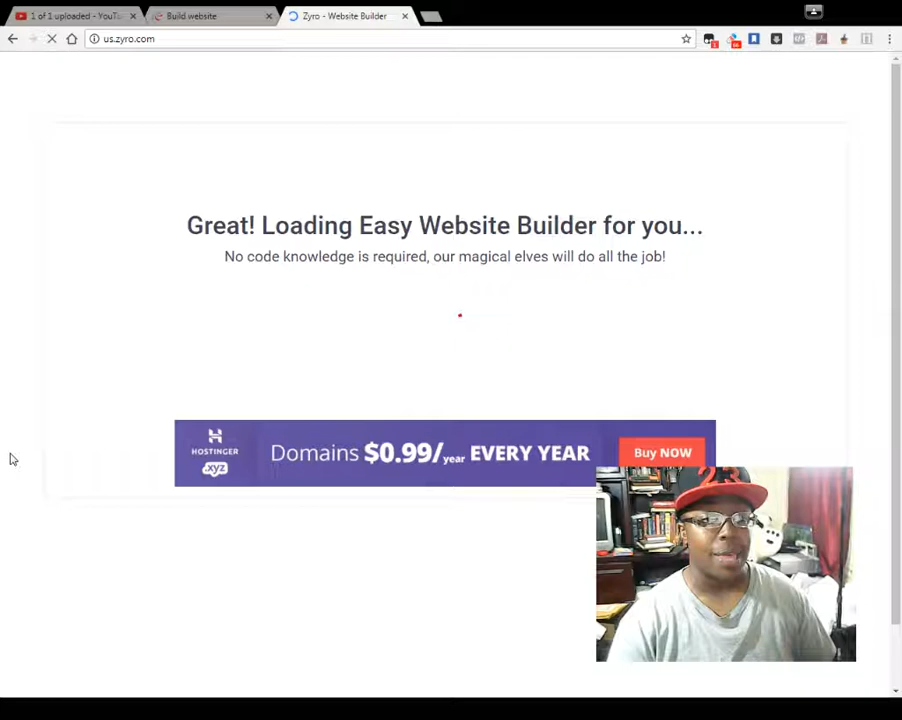 1 of 1 uploaded - YouTu
Build website
Zyro - Website Builder
us.zyro.com
Great! Loading Easy Website Builder for you...
No code knowledge is required, our magical elves will do all the job!
HOSTINGER
.xyz
Domains $0.99/year EVERY YEAR
Buy NOW
23